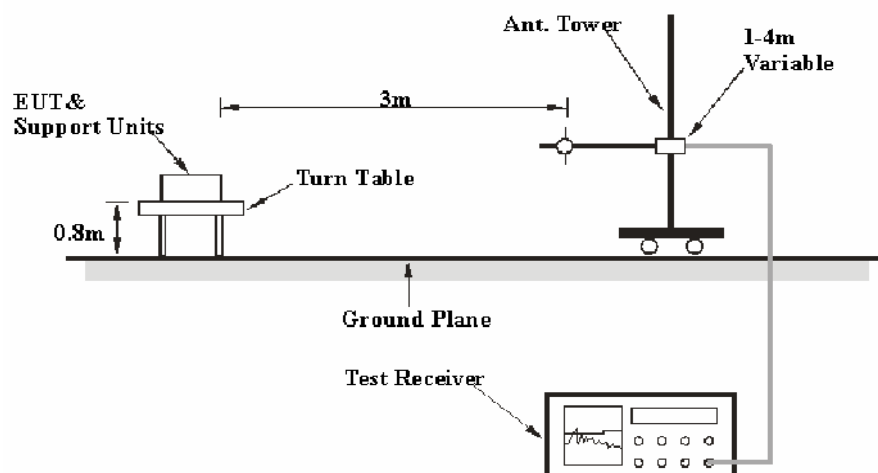 Ant. Tower
1-4m
Variable
3m
EUT&
Support Units
Turn Table
0.8m
Ground Plane
Test Receiver